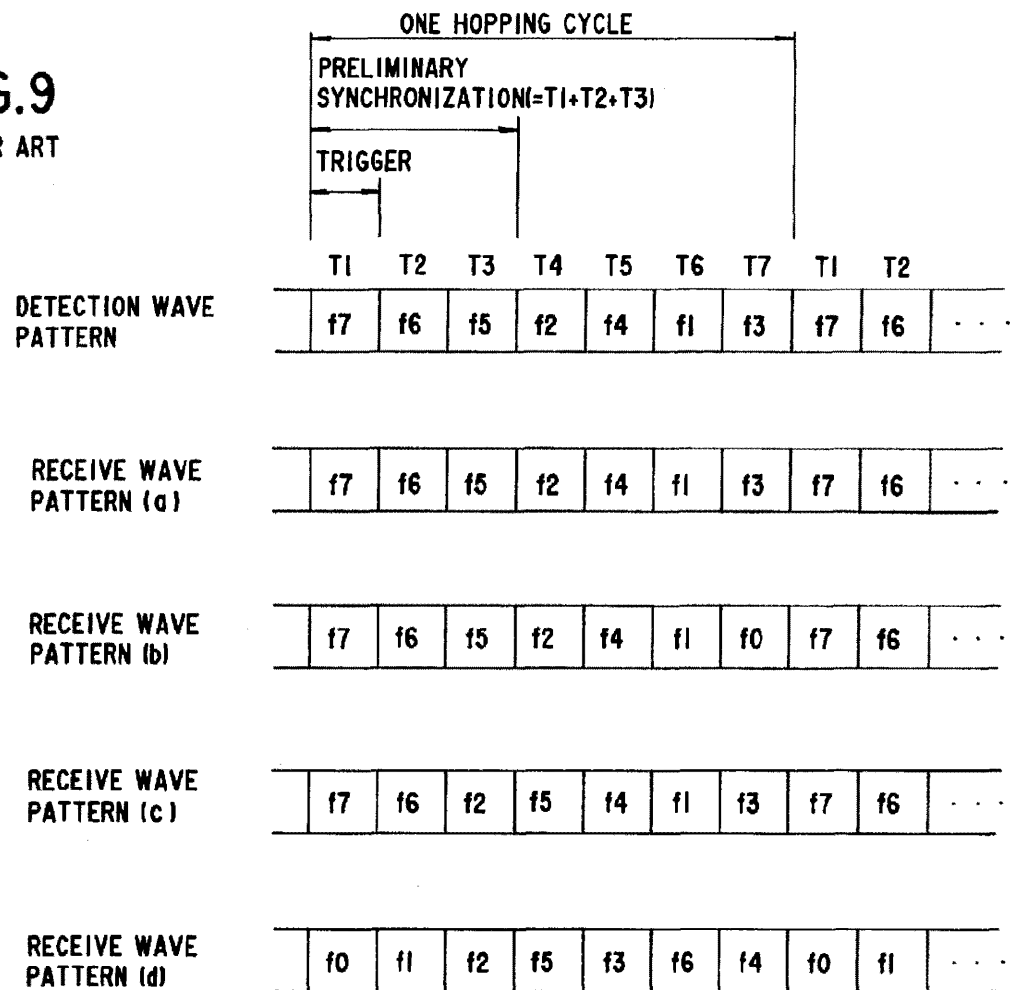 ONE HOPPING CYCLE
PRELIMINARY
SYNCHRONIZATION(=T1+T2+T3)
G.9
ART
TRIGGER
T1 T2 T3 T4 T5 T6 T7 T1 T2
DETECTION WAVE
PATTERN
f7 f6 f5 f2 f4 f1 f3 f7 f6 . . .
RECEIVE WAVE
PATTERN (a)
f7 f6 f5 f2 f4 f1 f3 f7 f6 . . .
RECEIVE WAVE
PATTERN (b)
f7 f6 f5 f2 f4 f1 f0 f7 f6 . . .
RECEIVE WAVE
PATTERN (c)
f7 f6 f2 f5 f4 f1 f3 f7 f6 . . .
RECEIVE WAVE
PATTERN (d)
f0 f1 f2 f5 f3 f6 f4 f0 f1 . . .